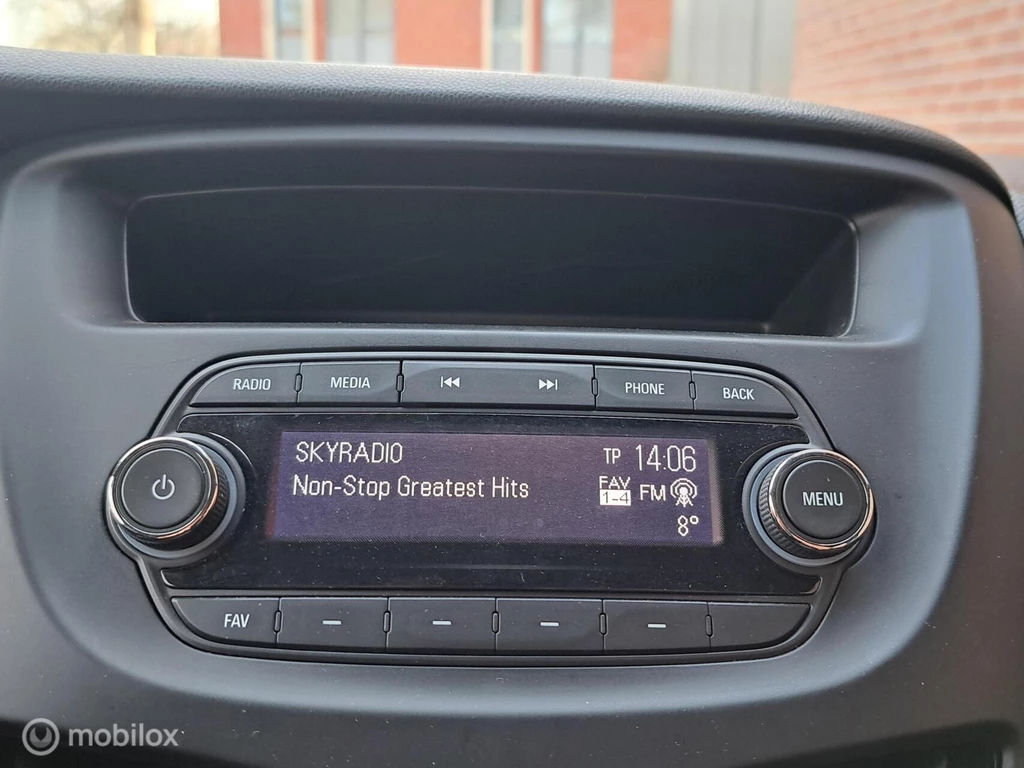 RADIO MEDIA PHONE BACK
SKYRADIO TP 14:06
Non-Stop Greatest Hits FAV 1-4 FM
8°
MENU
FAV
mobilox